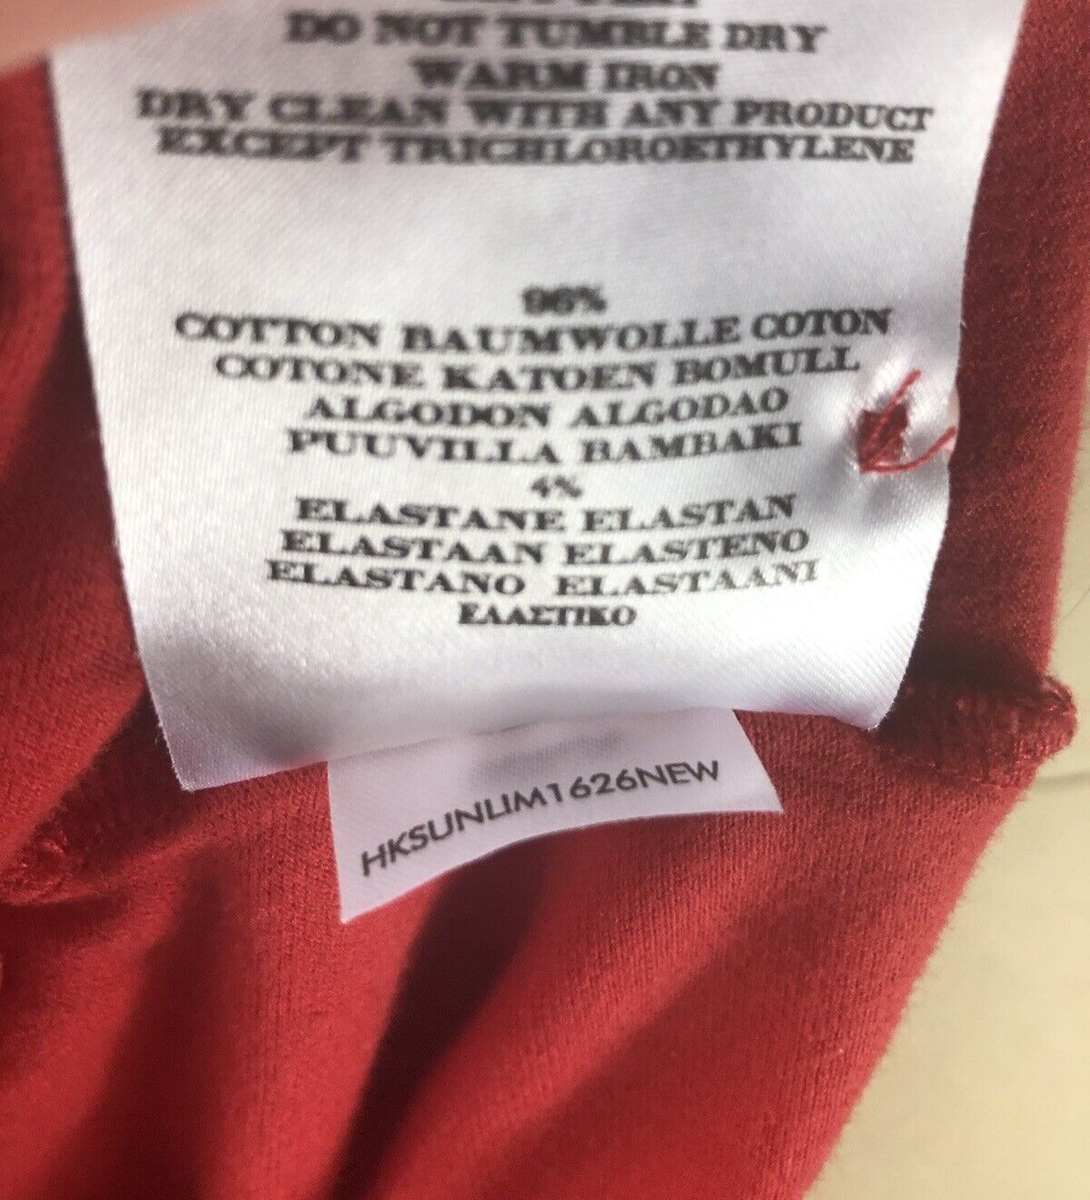 DO NOT TUMBLE DRY
WARM IRON
DRY CLEAN WITH ANY PRODUCT
EXCEPT TRICHLOROETHYLENE
96%
COTTON BAUMWOLLE COTON
COTONE KATOEN BOMULL
ALGODON ALGODAO
PUUVILLA BAMBAKI
4%
ELASTANE ELASTAN
ELASTAAN ELASTENO
ELASTANO ELASTAANI
ΕΛΑΣΤΙΚΟ
HKSUNLIM1626NEW